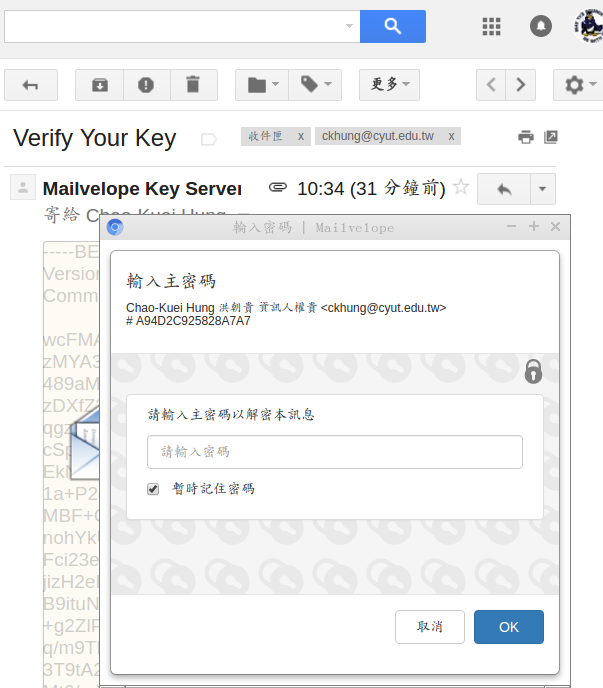 更多
Verify Your Key
收件匣 x
ckhung@cyut.edu.tw x
Mailvelope Key Server
10:34 (31 分鐘前)
寄給 Chao-Kuei Hung
輸入密碼 | Mailvelope
-----BE
Version
Comm
wcFMA
zMYA3
489aM
zDXfZ
qgz
cSp
EkN
1a+P2
MBF+
nohYkU
Fci23e
jizH2e
B9ituN
+g2ZlF
q/m9T
3T9tA2
輸入主密碼
Chao-Kuei Hung 洪朝貴 資訊人權貴 <ckhung@cyut.edu.tw>
# A94D2C925828A7A7
請輸入主密碼以解密本訊息
請輸入密碼
暫時記住密碼
取消
OK